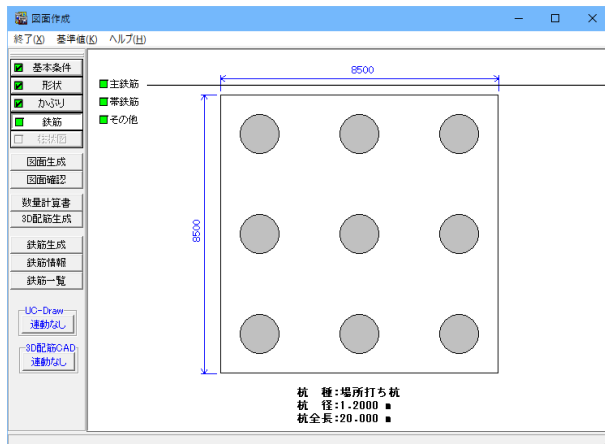 図面作成
終了(X) 基準値(K) ヘルプ(H)
基本条件
形状
かぶり
鉄筋
柱状図
図面生成
図面確認
数量計算書
3D配筋生成
鉄筋生成
鉄筋情報
鉄筋一覧
UC-Draw
連動なし
3D配筋CAD
連動なし
主鉄筋
帯鉄筋
その他
8500
8500
杭 種:場所打ち杭
杭 径:1.2000 m
杭全長:20.000 m